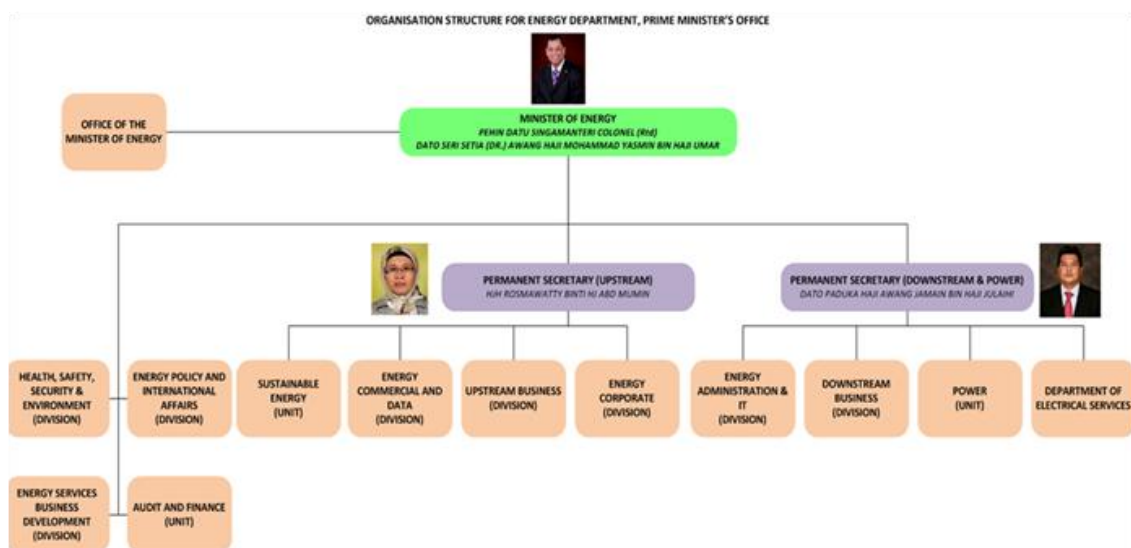 ORGANISATION STRUCTURE FOR ENERGY DEPARTMENT, PRIME MINISTER'S OFFICE
OFFICE OF THE
MINISTER OF ENERGY
MINISTER OF ENERGY
PEHIN DATU SINGAMANTERI COLONEL (Rtd)
DATO SERI SETIA (DR.) AWANG HAJI MOHAMMAD YASMIN BIN HAJI UMAR
PERMANENT SECRETARY (UPSTREAM)
HJH ROSMAWATTY BINTI HJ ABD MUMIN
PERMANENT SECRETARY (DOWNSTREAM & POWER)
DATO PADUKA HAJI AWANG JAMAIN BIN HAJI JULAIHI
HEALTH, SAFETY,
SECURITY &
ENVIRONMENT
(DIVISION)
ENERGY POLICY AND
INTERNATIONAL
AFFAIRS
(DIVISION)
SUSTAINABLE
ENERGY
(UNIT)
ENERGY
COMMERCIAL AND
DATA
(DIVISION)
UPSTREAM BUSINESS
(DIVISION)
ENERGY
CORPORATE
(DIVISION)
ENERGY
ADMINISTRATION &
IT
(DIVISION)
DOWNSTREAM
BUSINESS
(DIVISION)
POWER
(UNIT)
DEPARTMENT OF
ELECTRICAL SERVICES
ENERGY SERVICES
BUSINESS
DEVELOPMENT
(DIVISION)
AUDIT AND FINANCE
(UNIT)